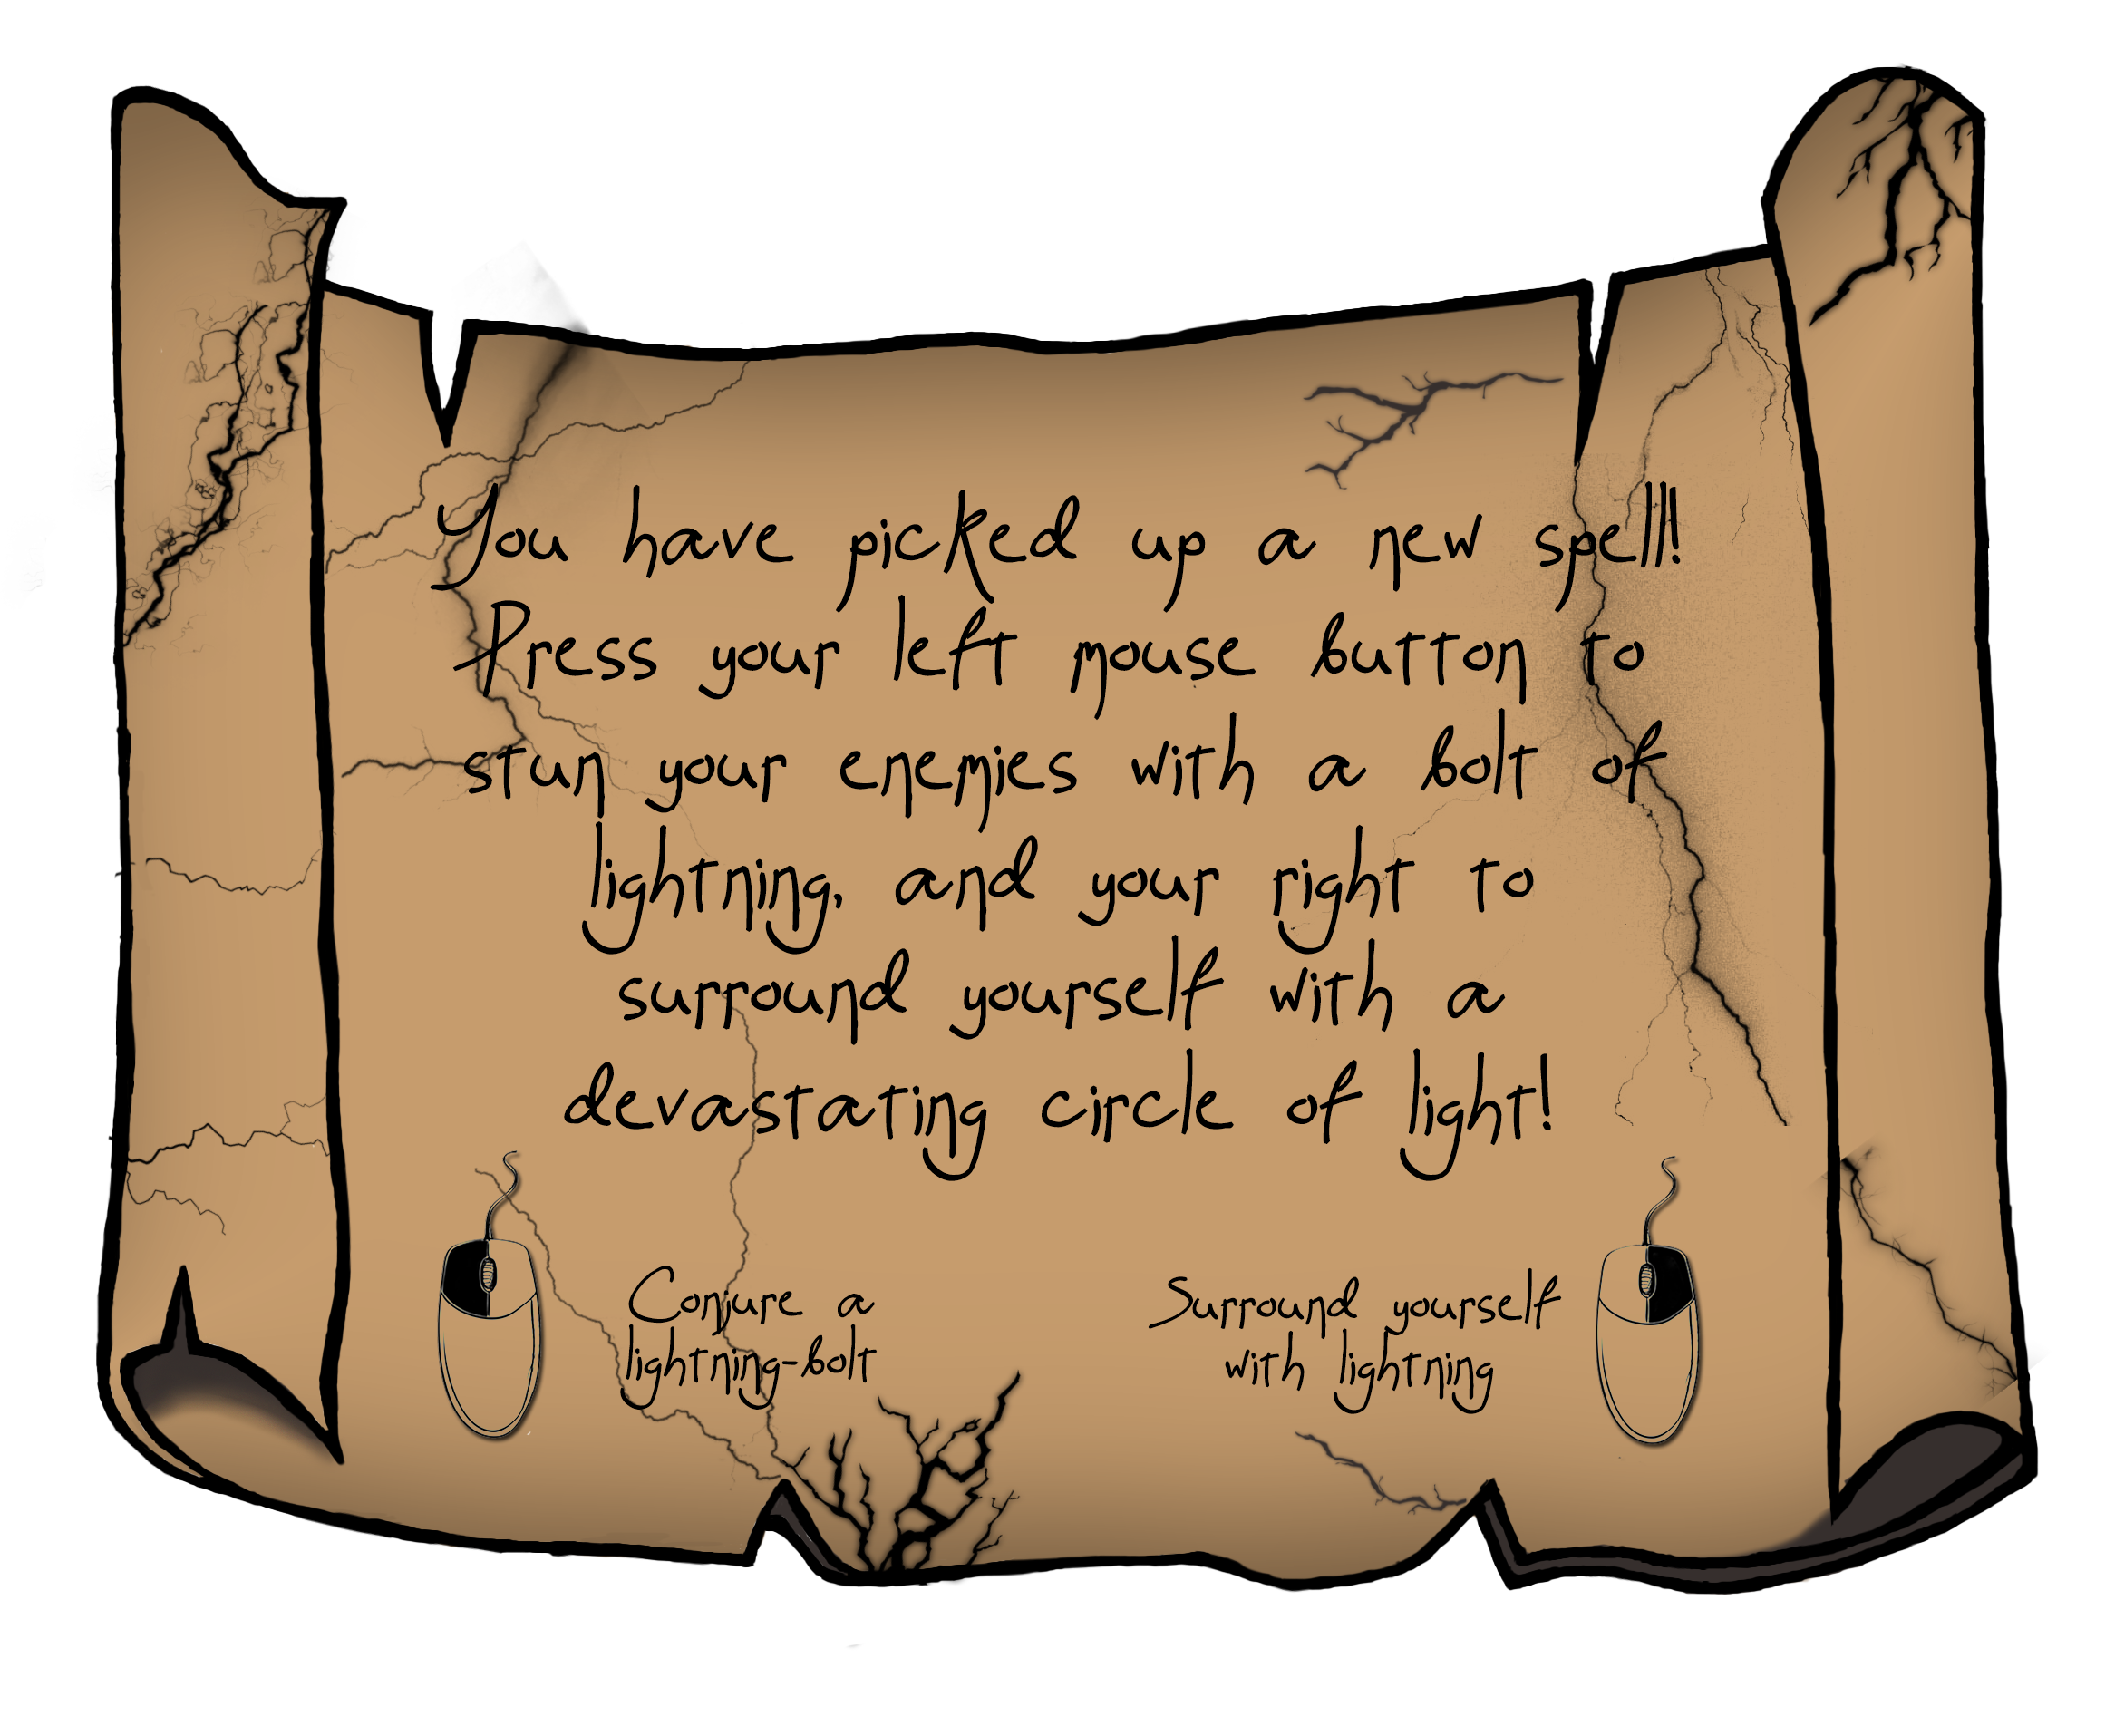 You have picked up a new spell!
Press your left mouse button to
stun your enemies with a bolt of
lightning, and your right to
surround yourself with a
devastating circle of light!
Conjure a
lightning-bolt
Surround yourself
with lightning